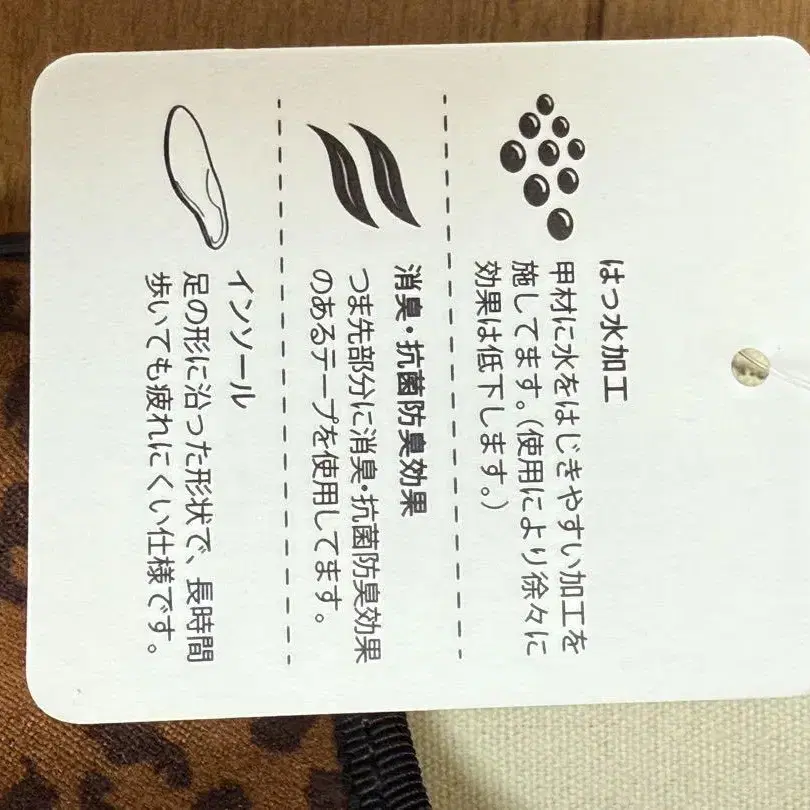 はっ水加工
甲材に水をはじきやすい加工を
施してます。(使用により徐々に
効果は低下します。)
消臭・抗菌防臭効果
つま先部分に消臭・抗菌防臭効果
のあるテープを使用してます。
インソール
足の形に沿った形状で、長時間
歩いても疲れにくい仕様です。